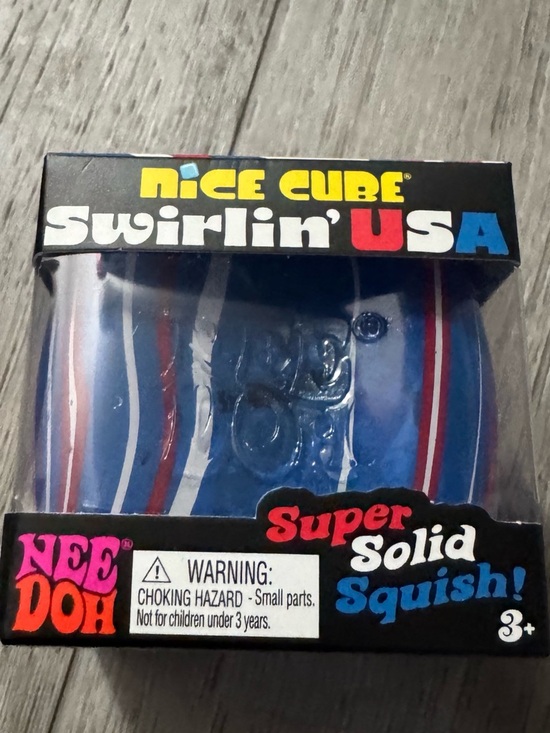 NiCE CUBE®
Swirlin' USA
NEE®
DOH
WARNING:
CHOKING HAZARD - Small parts.
Not for children under 3 years.
Super
Solid
Squish!
3+